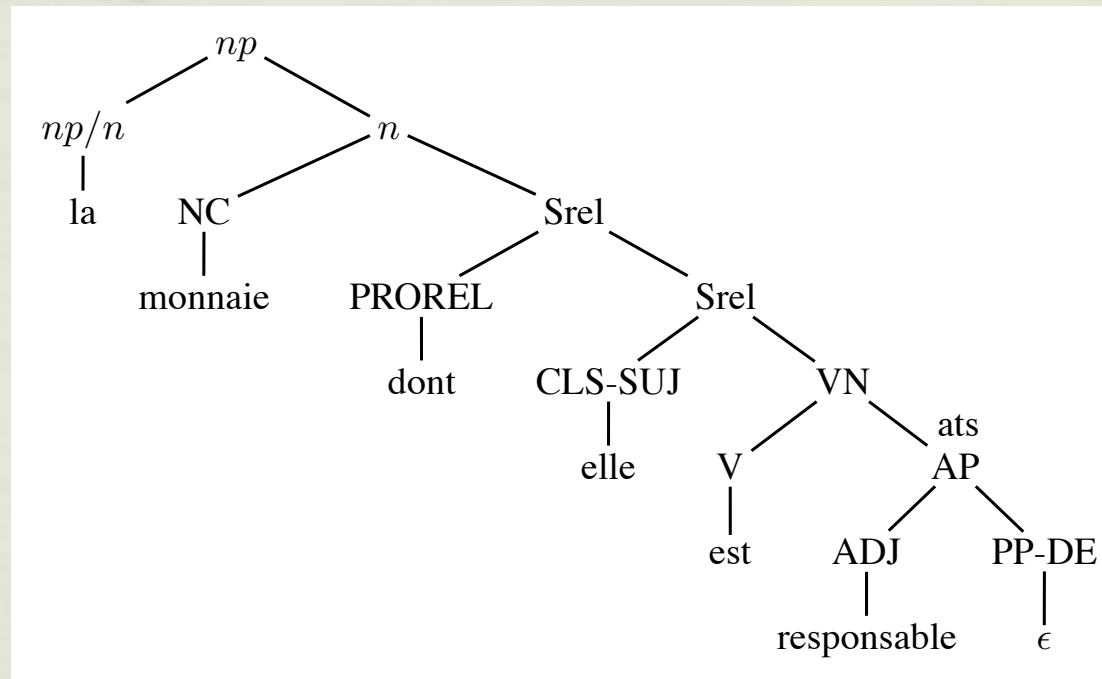 np
np/n n
la NC Srel
monnaie PROREL Srel
dont CLS-SUJ VN
ats
elle V AP
est ADJ PP-DE
responsable ϵ